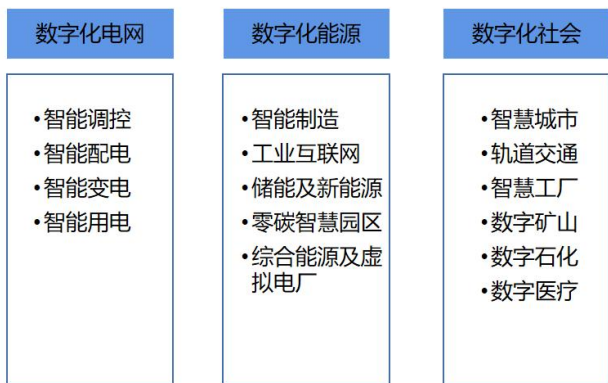 数字化电网
•智能调控
•智能配电
•智能变电
•智能用电
数字化能源
•智能制造
•工业互联网
•储能及新能源
•零碳智慧园区
•综合能源及虚
拟电厂
数字化社会
•智慧城市
•轨道交通
•智慧工厂
•数字矿山
•数字石化
•数字医疗